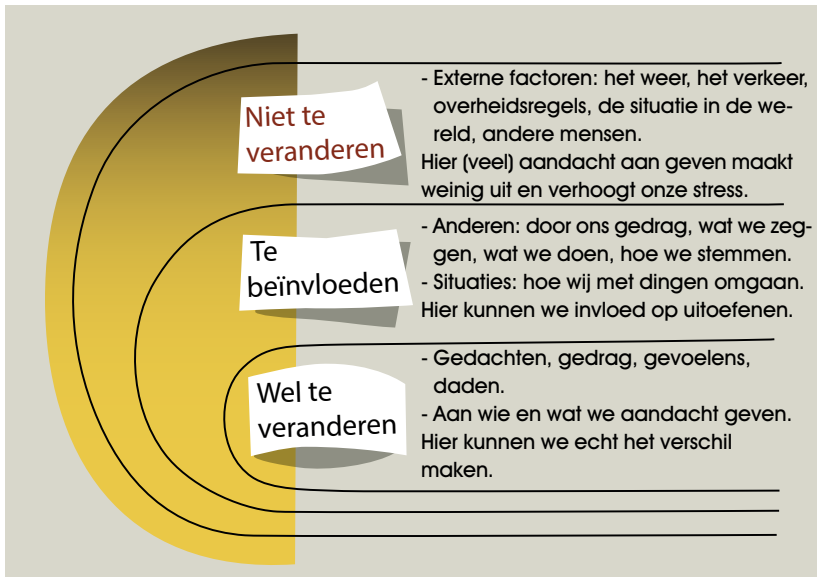 Niet te
veranderen
- Externe factoren: het weer, het verkeer,
overheidsregels, de situatie in de we-
reld, andere mensen.
Hier (veel) aandacht aan geven maakt
weinig uit en verhoogt onze stress.
Te
beïnvloeden
- Anderen: door ons gedrag, wat we zeg-
gen, wat we doen, hoe we stemmen.
- Situaties: hoe wij met dingen omgaan.
Hier kunnen we invloed op uitoefenen.
Wel te
veranderen
- Gedachten, gedrag, gevoelens,
daden.
- Aan wie en wat we aandacht geven.
Hier kunnen we echt het verschil
maken.